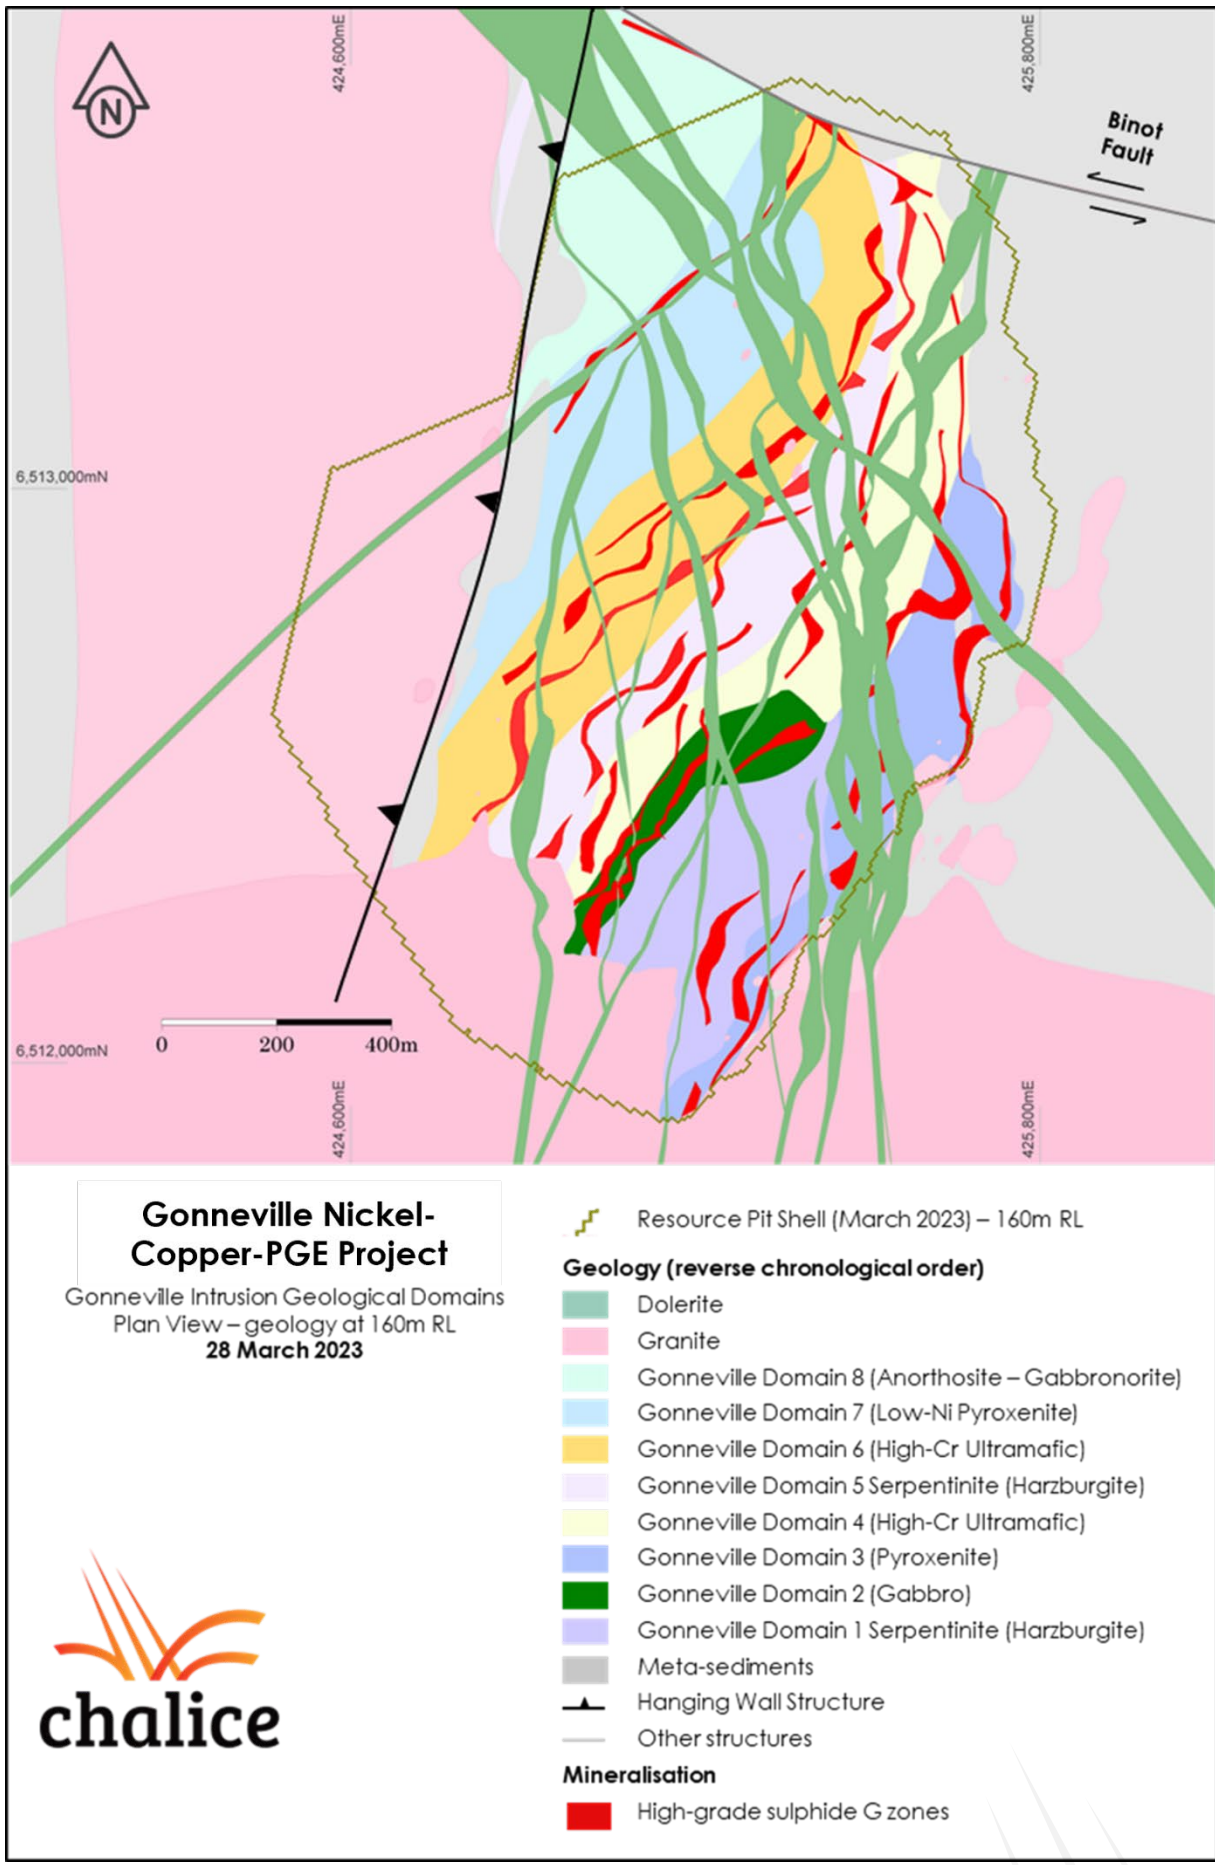 424,600mE
425,800mE
N
Binot
Fault
6,513,000mN
0 200 400m
6,512,000mN
424,600mE
425,800mE
Gonneville Nickel-
Copper-PGE Project
Gonneville Intrusion Geological Domains
Plan View – geology at 160m RL
28 March 2023
chalice
Resource Pit Shell (March 2023) – 160m RL
Geology (reverse chronological order)
Dolerite
Granite
Gonneville Domain 8 (Anorthosite – Gabbronorite)
Gonneville Domain 7 (Low-Ni Pyroxenite)
Gonneville Domain 6 (High-Cr Ultramafic)
Gonneville Domain 5 Serpentinite (Harzburgite)
Gonneville Domain 4 (High-Cr Ultramafic)
Gonneville Domain 3 (Pyroxenite)
Gonneville Domain 2 (Gabbro)
Gonneville Domain 1 Serpentinite (Harzburgite)
Meta-sediments
Hanging Wall Structure
Other structures
Mineralisation
High-grade sulphide G zones